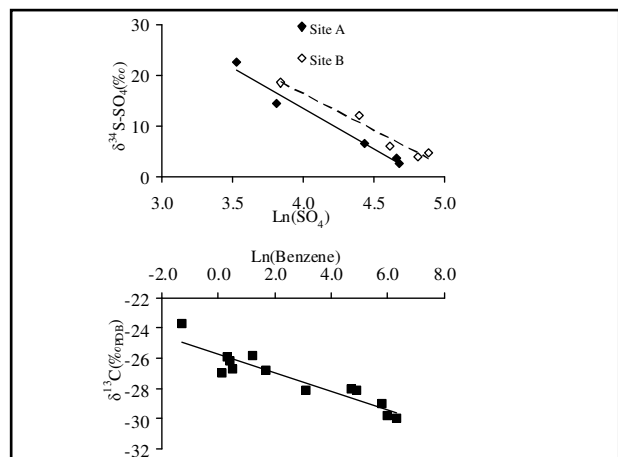 Site A
Site B
δ³⁴S-SO₄(‰)
30
20
10
0
3.0 3.5 4.0 4.5 5.0
Ln(SO₄)
Ln(Benzene)
-2.0 0.0 2.0 4.0 6.0 8.0
δ¹³C(‰PDB)
-22
-24
-26
-28
-30
-32